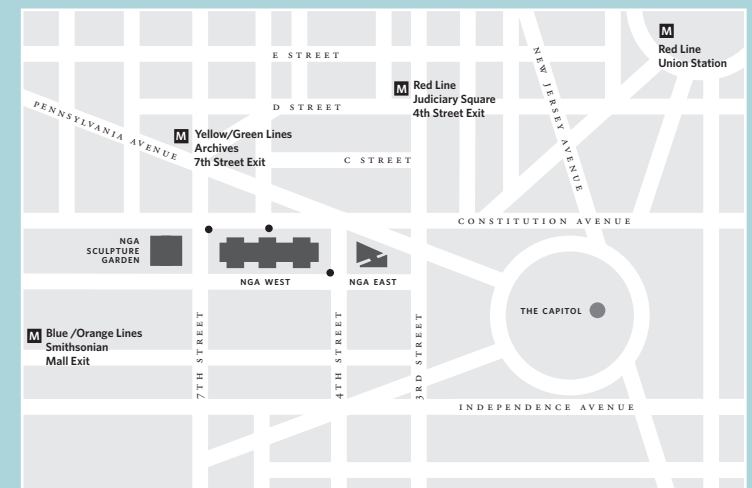 E STREET
M
Red Line
Union Station
NEW JERSEY AVENUE
M
Red Line
Judiciary Square
4th Street Exit
PENNSYLVANIA AVENUE
D STREET
M
Yellow/Green Lines
Archives
7th Street Exit
C STREET
CONSTITUTION AVENUE
NGA
SCULPTURE
GARDEN
NGA WEST
NGA EAST
THE CAPITOL
M
Blue /Orange Lines
Smithsonian
Mall Exit
7TH STREET
4TH STREET
3RD STREET
INDEPENDENCE AVENUE